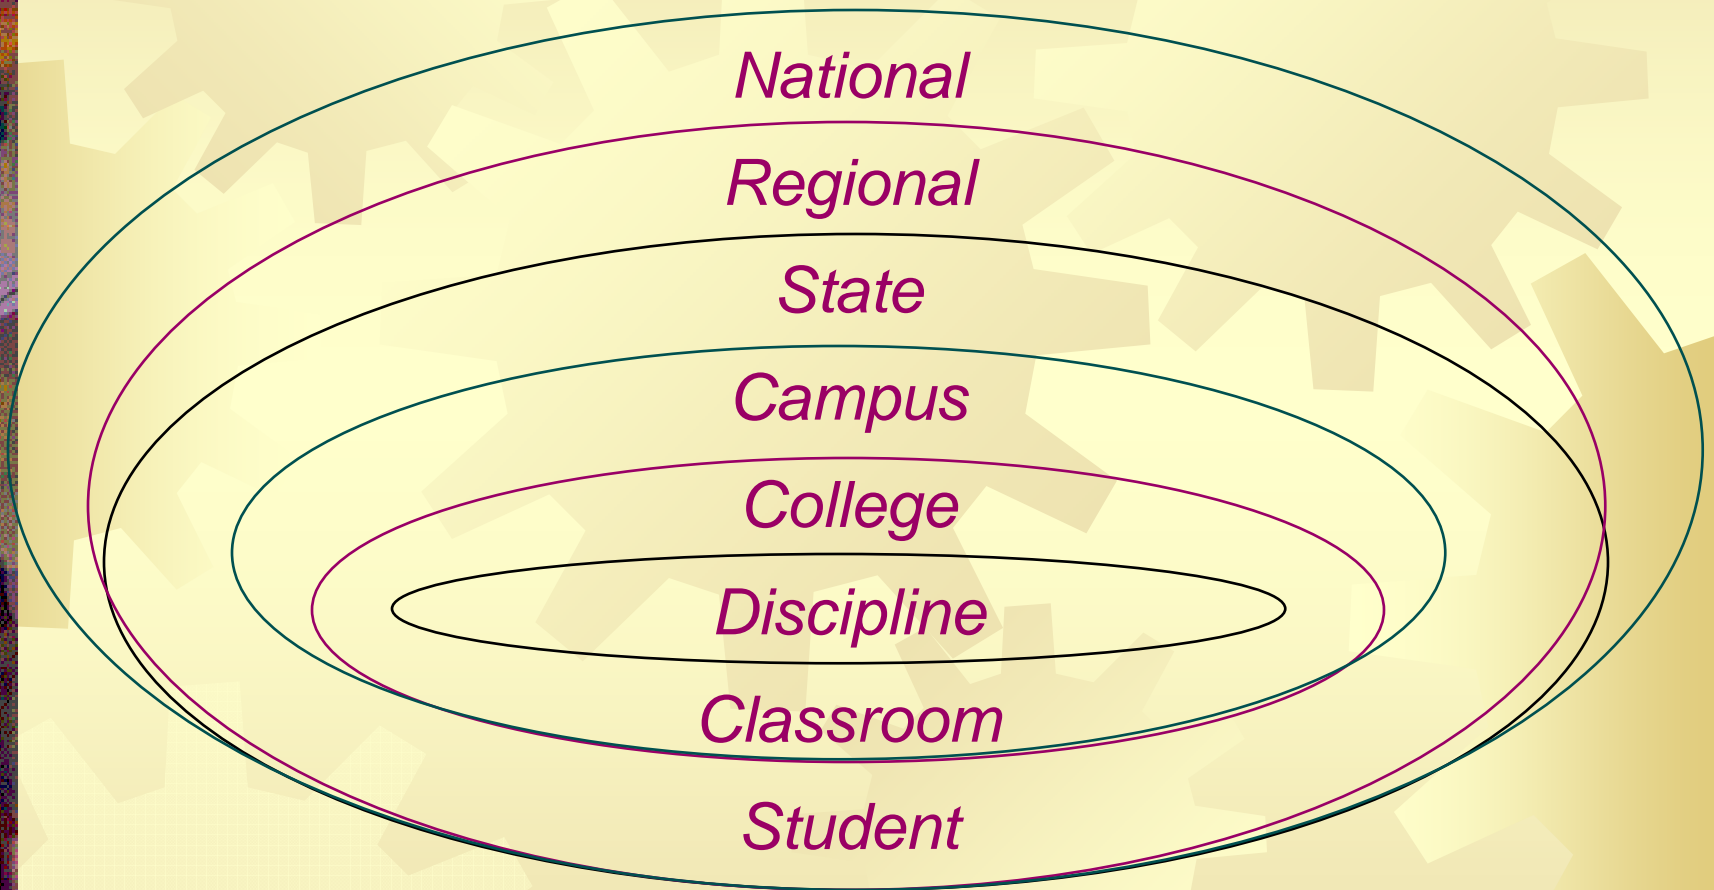 National
Regional
State
Campus
College
Discipline
Classroom
Student